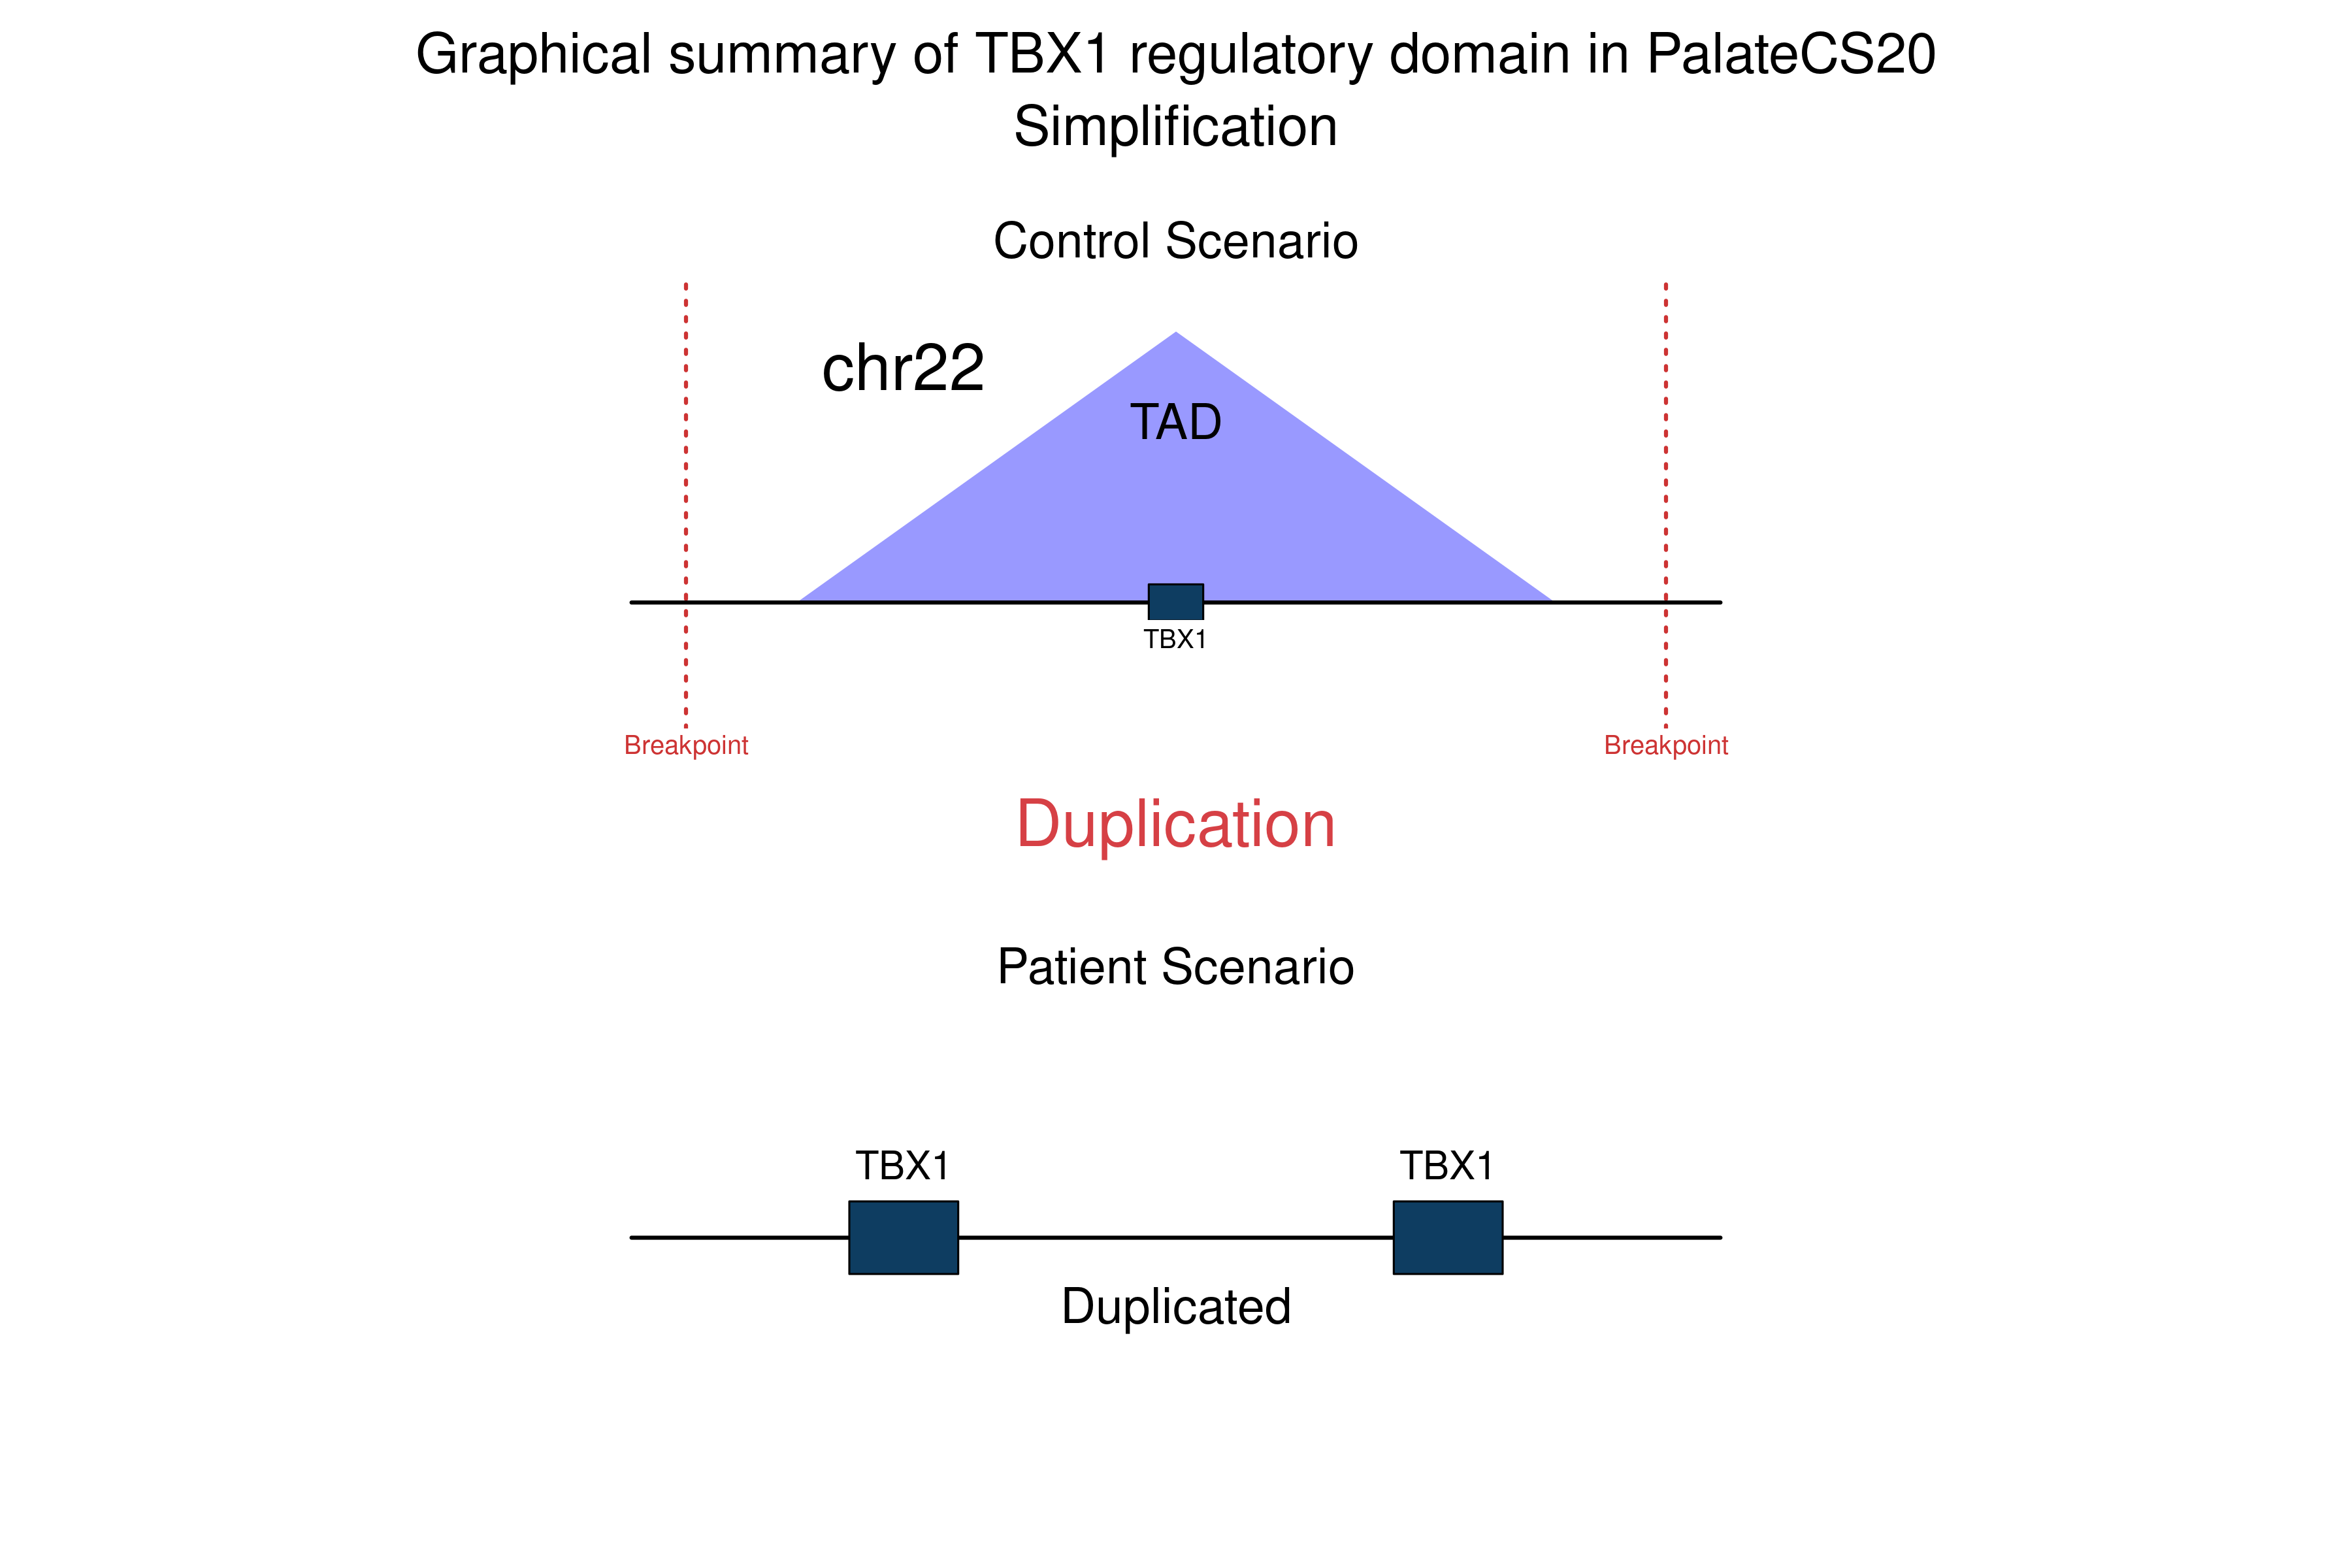 Graphical summary of TBX1 regulatory domain in PalateCS20
Simplification
Control Scenario
chr22
TAD
TBX1
Breakpoint
Breakpoint
Duplication
Patient Scenario
TBX1
TBX1
Duplicated